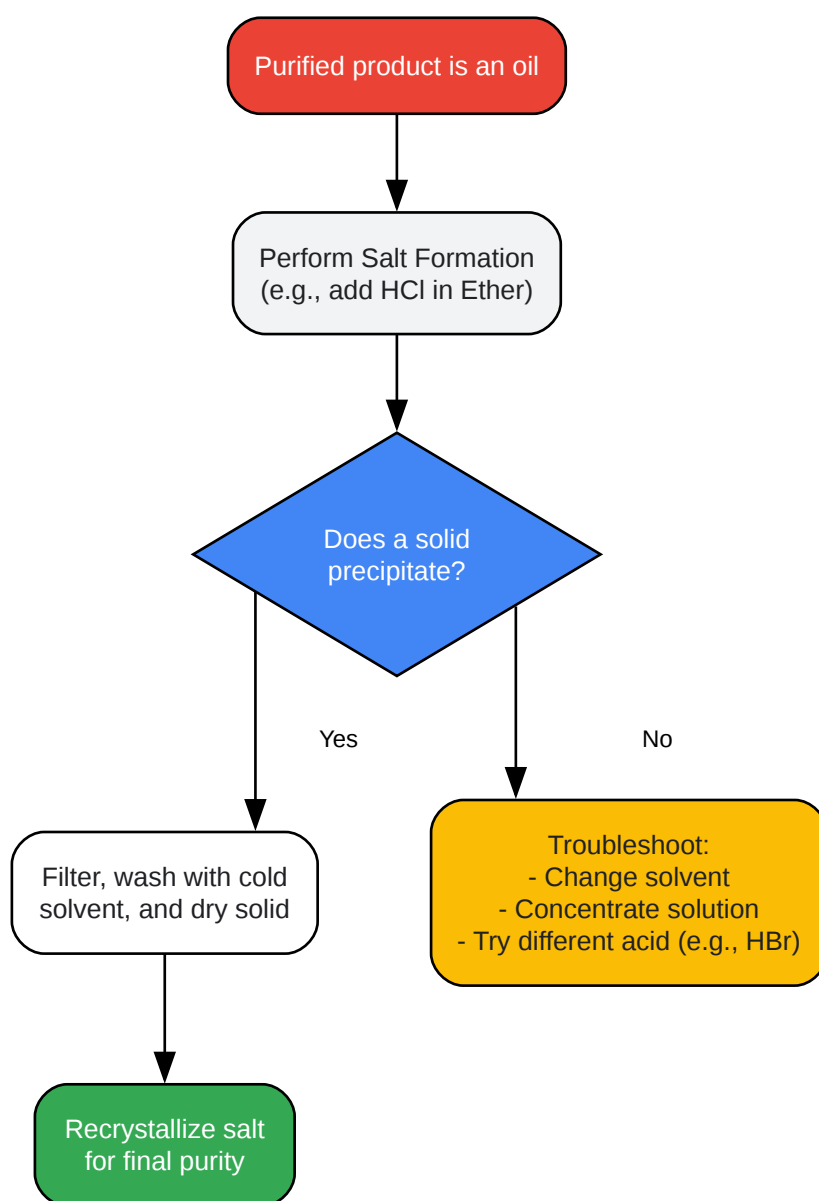 Purified product is an oil
Perform Salt Formation
(e.g., add HCl in Ether)
Does a solid
precipitate?
Yes
No
Filter, wash with cold
solvent, and dry solid
Troubleshoot:
- Change solvent
- Concentrate solution
- Try different acid (e.g., HBr)
Recrystallize salt
for final purity